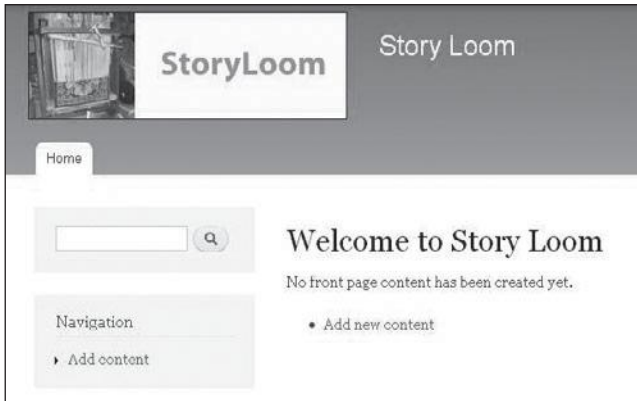 StoryLoom
Story Loom
Home
Navigation
Add content
Welcome to Story Loom
No front page content has been created yet.
Add new content